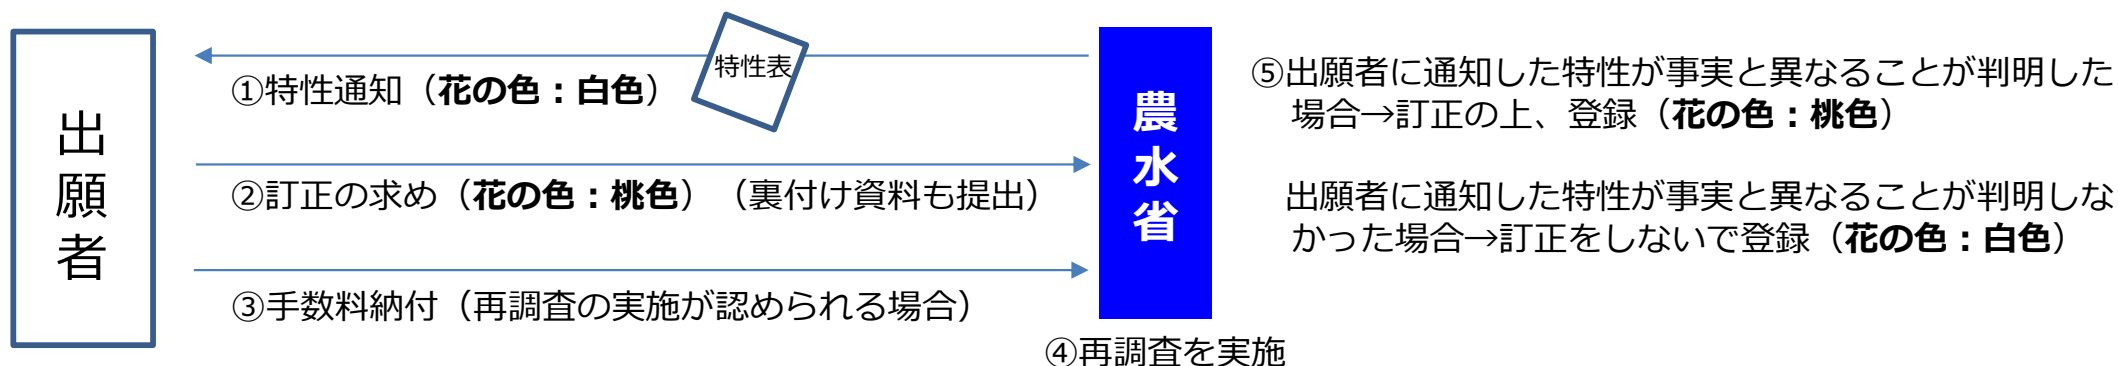 出願者
特性表
①特性通知（花の色：白色）
②訂正の求め（花の色：桃色）（裏付け資料も提出）
③手数料納付（再調査の実施が認められる場合）
農水省
④再調査を実施
⑤出願者に通知した特性が事実と異なることが判明した
場合→訂正の上、登録（花の色：桃色）
出願者に通知した特性が事実と異なることが判明しな
かった場合→訂正をしないで登録（花の色：白色）